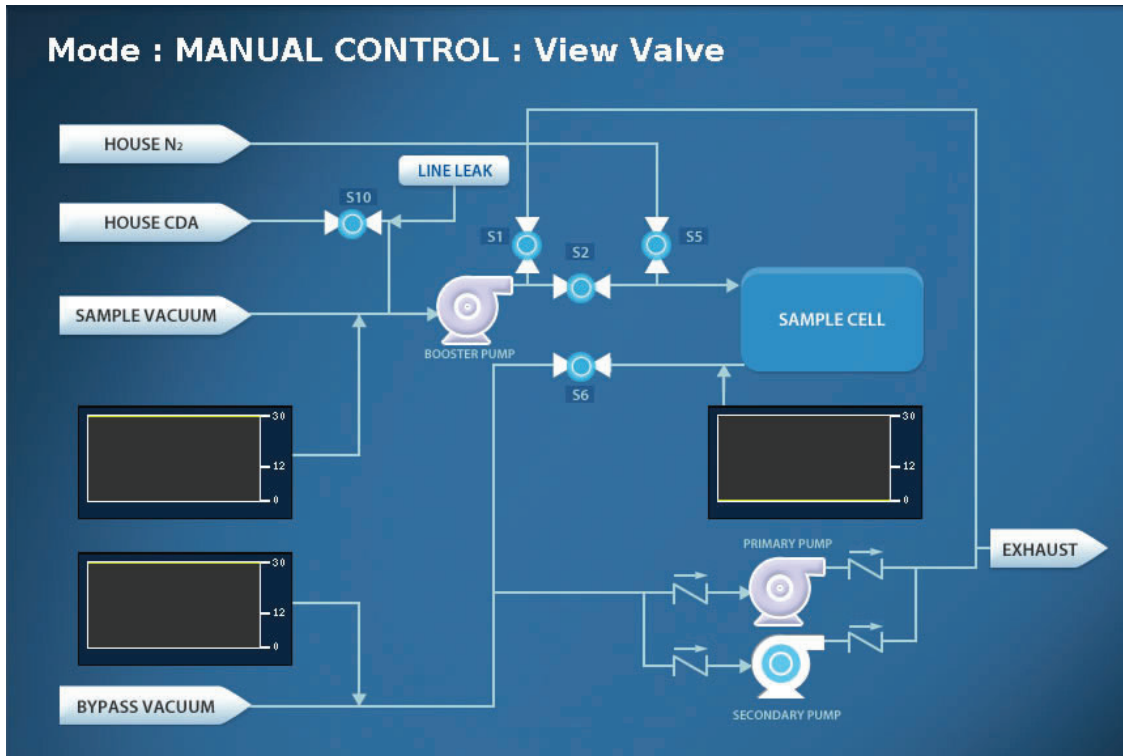 Mode : MANUAL CONTROL : View Valve
HOUSE N₂
LINE LEAK
S10
HOUSE CDA
S1
S2
S5
SAMPLE VACUUM
SAMPLE CELL
BOOSTER PUMP
S6
30
12
0
30
12
0
PRIMARY PUMP
EXHAUST
30
12
0
BYPASS VACUUM
SECONDARY PUMP